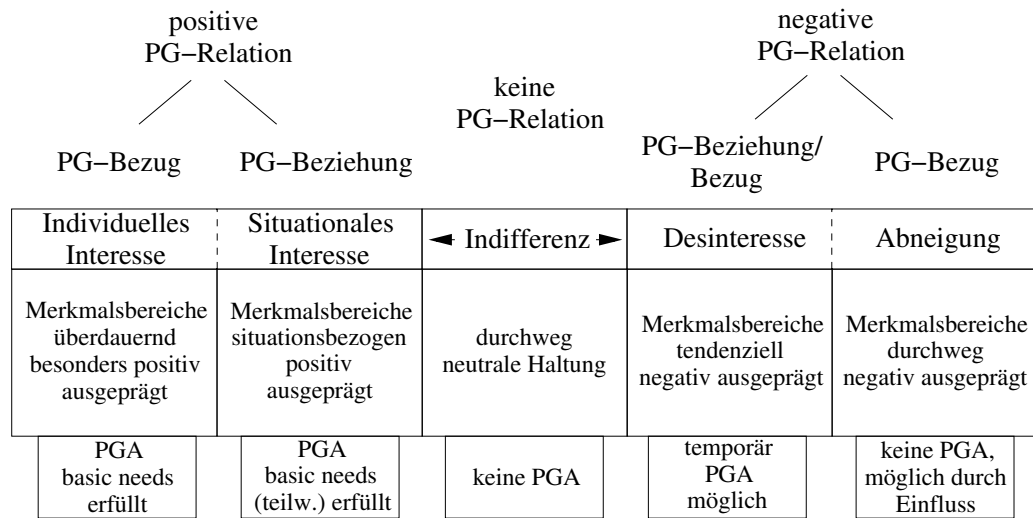 positive
PG−Relation
keine
PG−Relation
negative
PG−Relation
PG−Bezug
PG−Beziehung
PG−Beziehung/
Bezug
PG−Bezug
Individuelles
Interesse
Situationales
Interesse
Indifferenz
Desinteresse
Abneigung
Merkmalsbereiche
überdauernd
besonders positiv
ausgeprägt
Merkmalsbereiche
situationsbezogen
positiv
ausgeprägt
durchweg
neutrale Haltung
Merkmalsbereiche
tendenziell
negativ ausgeprägt
Merkmalsbereiche
durchweg
negativ ausgeprägt
PGA
basic needs
erfüllt
PGA
basic needs
(teilw.) erfüllt
keine PGA
temporär
PGA
möglich
keine PGA,
möglich durch
Einfluss